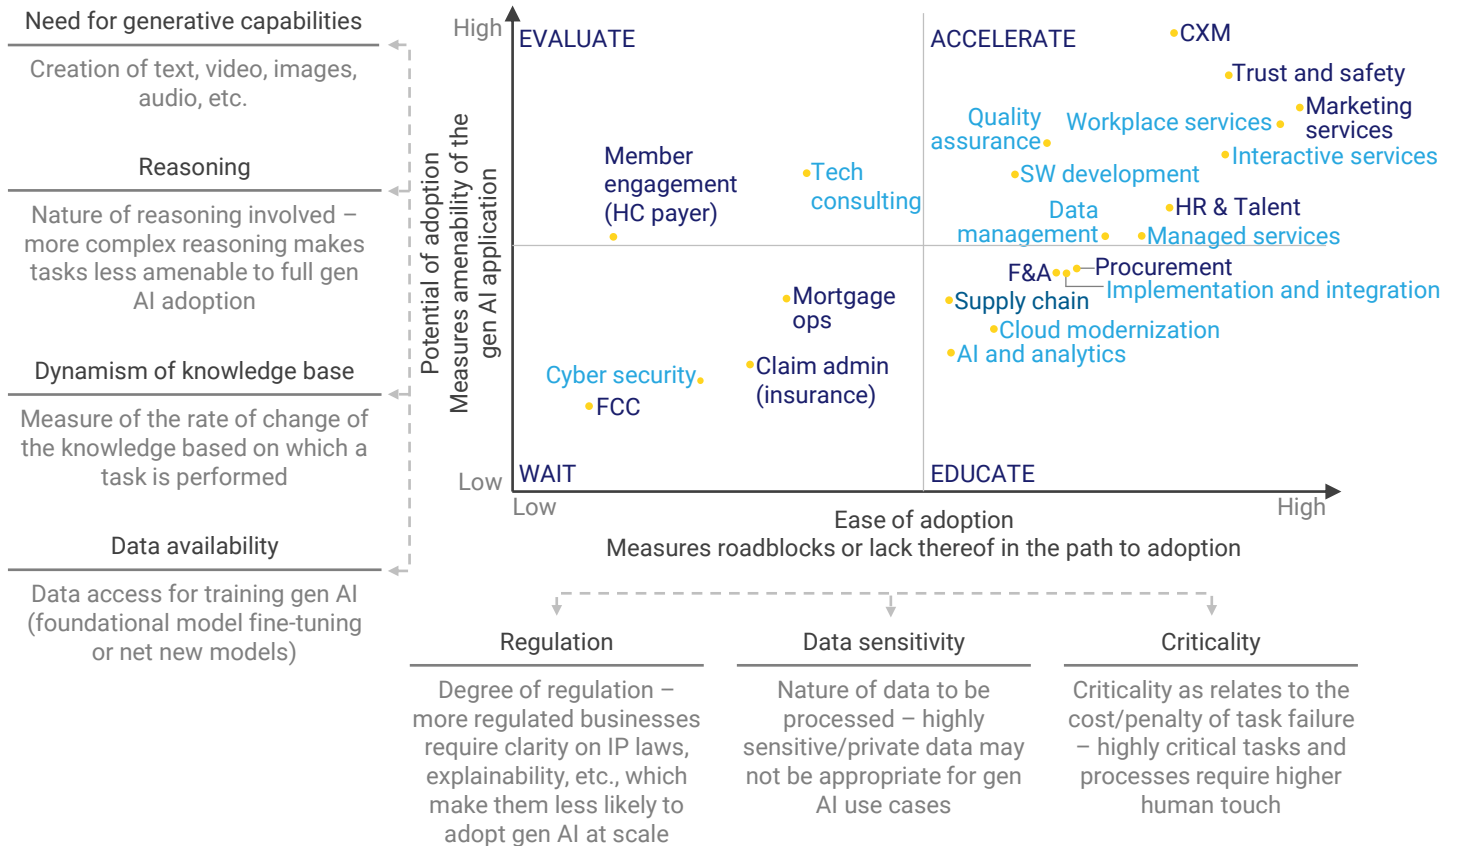 Need for generative capabilities
Creation of text, video, images,
audio, etc.
Reasoning
Nature of reasoning involved –
more complex reasoning makes
tasks less amenable to full gen
AI adoption
Dynamism of knowledge base
Measure of the rate of change of
the knowledge based on which a
task is performed
Data availability
Data access for training gen AI
(foundational model fine-tuning
or net new models)
Potential of adoption
Measures amenability of the
gen AI application
High
Low
EVALUATE
Member
engagement
(HC payer)
Tech
consulting
ACCELERATE
CXM
Trust and safety
Marketing
services
Quality
assurance
Workplace services
Interactive services
SW development
HR & Talent
Data
management
Managed services
WAIT
Mortgage
ops
Claim admin
(insurance)
Cyber security
FCC
EDUCATE
F&A
Procurement
Implementation and integration
Supply chain
Cloud modernization
AI and analytics
Low
High
Ease of adoption
Measures roadblocks or lack thereof in the path to adoption
Regulation
Degree of regulation –
more regulated businesses
require clarity on IP laws,
explainability, etc., which
make them less likely to
adopt gen AI at scale
Data sensitivity
Nature of data to be
processed – highly
sensitive/private data may
not be appropriate for gen
AI use cases
Criticality
Criticality as relates to the
cost/penalty of task failure
– highly critical tasks and
processes require higher
human touch